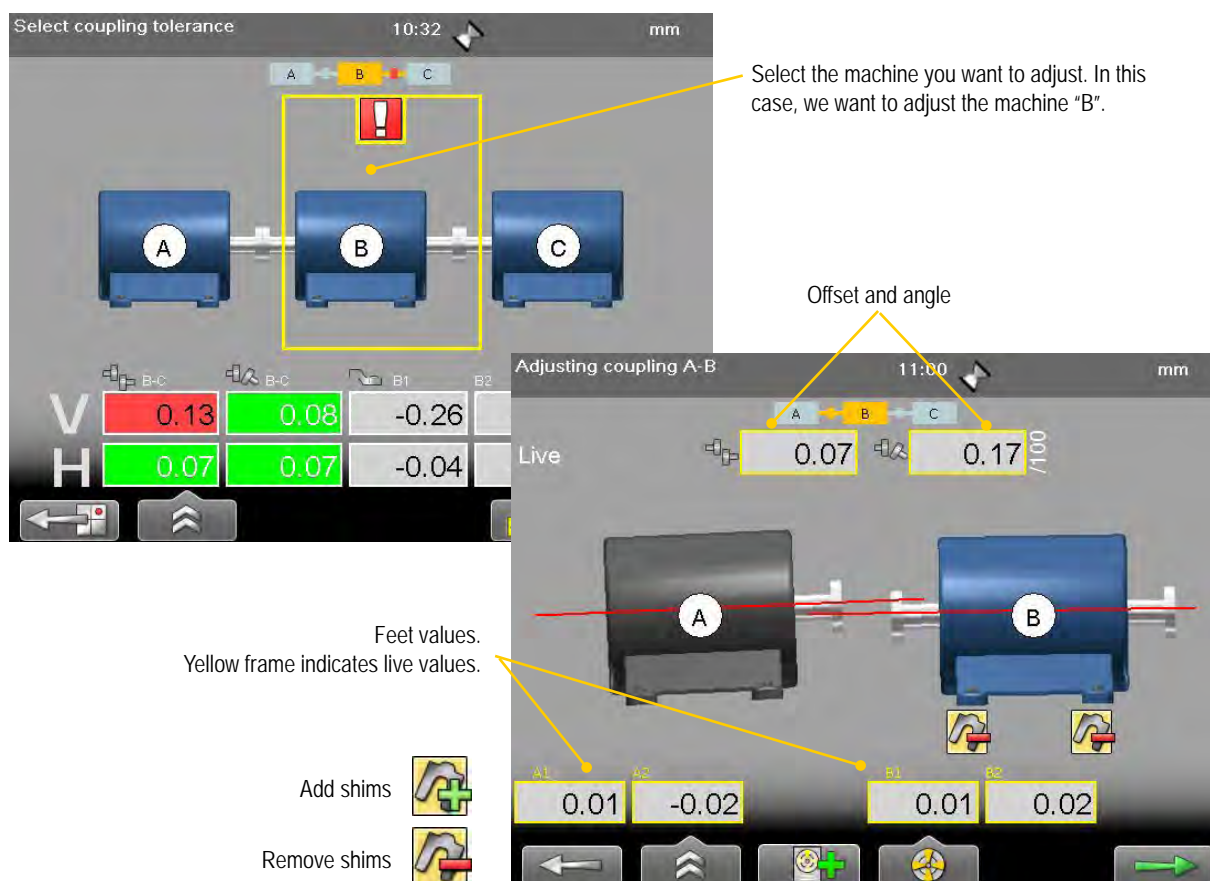 Select coupling tolerance 10:32 mm
A B C
Select the machine you want to adjust. In this
case, we want to adjust the machine “B”.
A B C
B-C B-C B1 B2
V 0.13 0.08 -0.26
H 0.07 0.07 -0.04
Offset and angle
Adjusting coupling A-B 11:00 mm
A B C
Live 0.07 0.17 /100
A B
Feet values.
Yellow frame indicates live values.
A1 A2 B1 B2
0.01 -0.02 0.01 0.02
Add shims
Remove shims